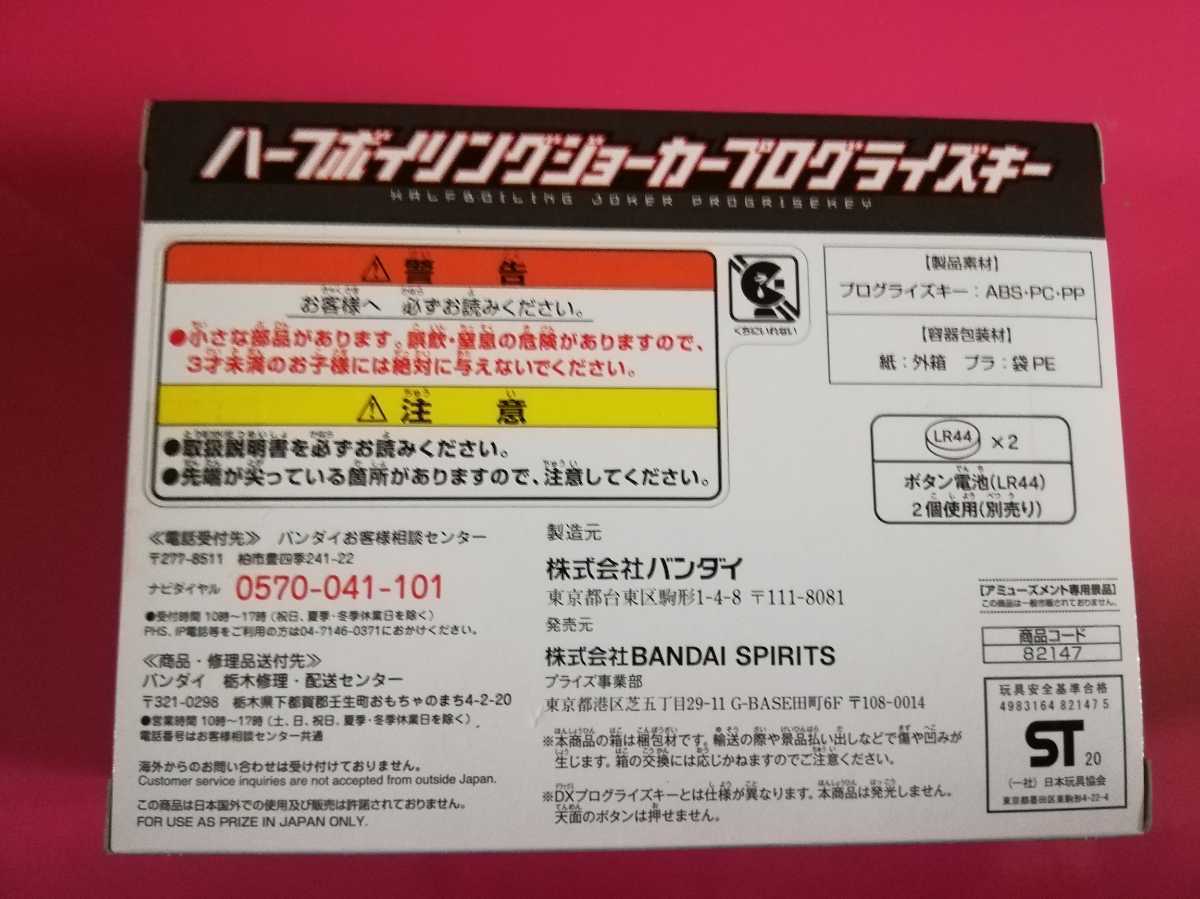 ハーフボイリングジョーカープログライズキー
HALFBOILING JOKER PROGRISEKEY
⚠警告
お客様へ 必ずお読みください。
●小さな部品があります。誤飲・窒息の危険がありますので、
3才未満のお子様には絶対に与えないでください。
⚠注意
●取扱説明書を必ずお読みください。
●先端が尖っている箇所がありますので、注意してください。
くちにいれない
【製品素材】
プログライズキー：ABS・PC・PP
【容器包装材】
紙：外箱 プラ：袋PE
LR44 ×2
ボタン電池(LR44)
2個使用(別売り)
≪電話受付先≫ バンダイお客様相談センター
〒277-8511 柏市豊四季241-22
ナビダイヤル 0570-041-101
●受付時間 10時～17時(祝日、夏季・冬季休業日を除く)
PHS、IP電話等をご利用の方は04-7146-0371におかけください。
≪商品・修理品送付先≫
バンダイ 栃木修理・配送センター
〒321-0298 栃木県下都賀郡壬生町おもちゃのまち4-2-20
●営業時間 10時～17時(土、日、祝日、夏季・冬季休業日を除く)
電話番号はお客様相談センター共通
海外からのお問い合わせは受け付けておりません。
Customer service inquiries are not accepted from outside Japan.
この商品は日本国外での使用及び販売は許可されておりません。
FOR USE AS PRIZE IN JAPAN ONLY.
製造元
株式会社バンダイ
東京都台東区駒形1-4-8 〒111-8081
発売元
株式会社BANDAI SPIRITS
プライズ事業部
東京都港区芝五丁目29-11 G-BASE田町6F 〒108-0014
※本商品の箱は梱包材です。輸送の際や景品払い出しなどで傷や凹みが
生じます。箱の交換には応じかねますのでご注意ください。
※DXプログライズキーとは仕様が異なります。本商品は発光しません。
天面のボタンは押せません。
【アミューズメント専用景品】
この商品は一般市販されておりません。
商品コード
82147
玩具安全基準合格
4983164 82147 5
ST 20
(一社) 日本玩具協会
東京都墨田区東駒形4-22-4